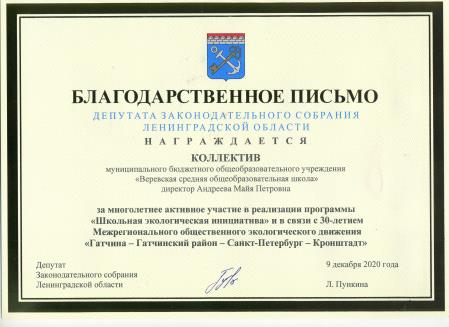 БЛАГОДАРСТВЕННОЕ ПИСЬМО
ДЕПУТАТА ЗАКОНОДАТЕЛЬНОГО СОБРАНИЯ
ЛЕНИНГРАДСКОЙ ОБЛАСТИ
НАГРАЖДАЕТСЯ
КОЛЛЕКТИВ
муниципального бюджетного общеобразовательного учреждения
«Веревская средняя общеобразовательная школа»
директор Андреева Майя Петровна
за многолетнее активное участие в реализации программы
«Школьная экологическая инициатива» и в связи с 30-летием
Межрегионального общественного экологического движения
«Гатчина – Гатчинский район – Санкт-Петербург – Кронштадт»
Депутат
Законодательного собрания
Ленинградской области
9 декабря 2020 года
Л. Пункина